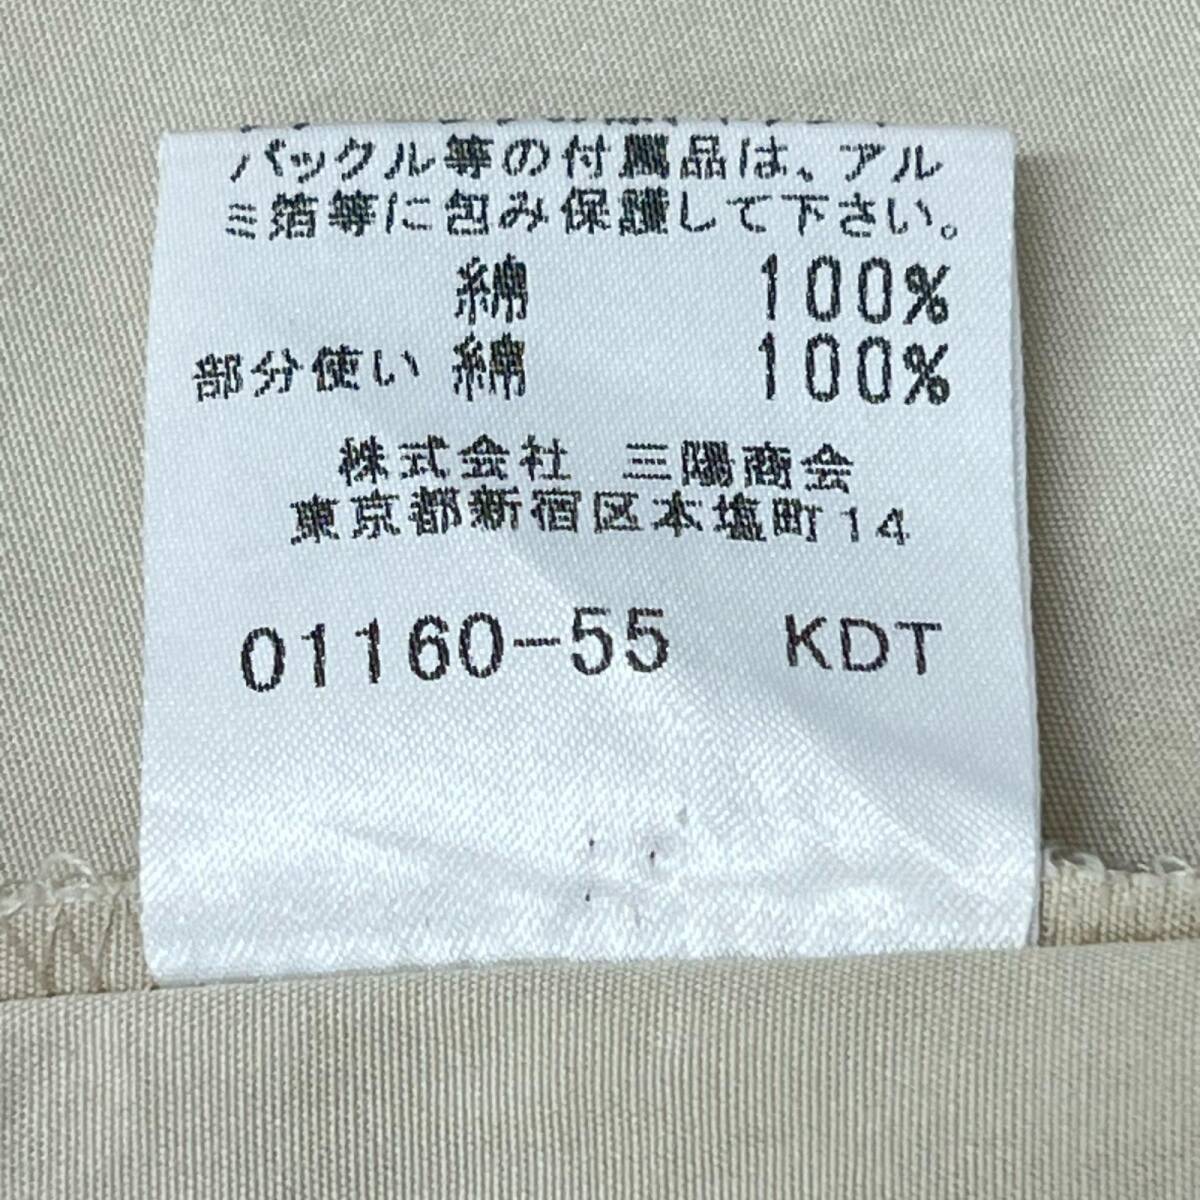 バックル等の付属品は、アル
ミ箔等に包み保護して下さい。
綿 100%
部分使い 綿 100%
株式会社 三陽商会
東京都新宿区本塩町14
01160-55 KDT